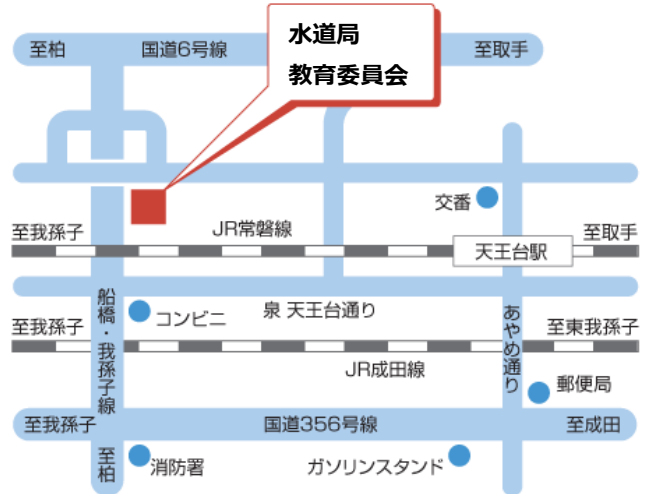 至柏
国道6号線
水道局
教育委員会
至取手
交番
至我孫子
JR常磐線
天王台駅
至取手
船橋・我孫子線
コンビニ
泉 天王台通り
あやめ通り
至我孫子
至東我孫子
JR成田線
郵便局
至我孫子
国道356号線
至成田
至柏
消防署
ガソリンスタンド